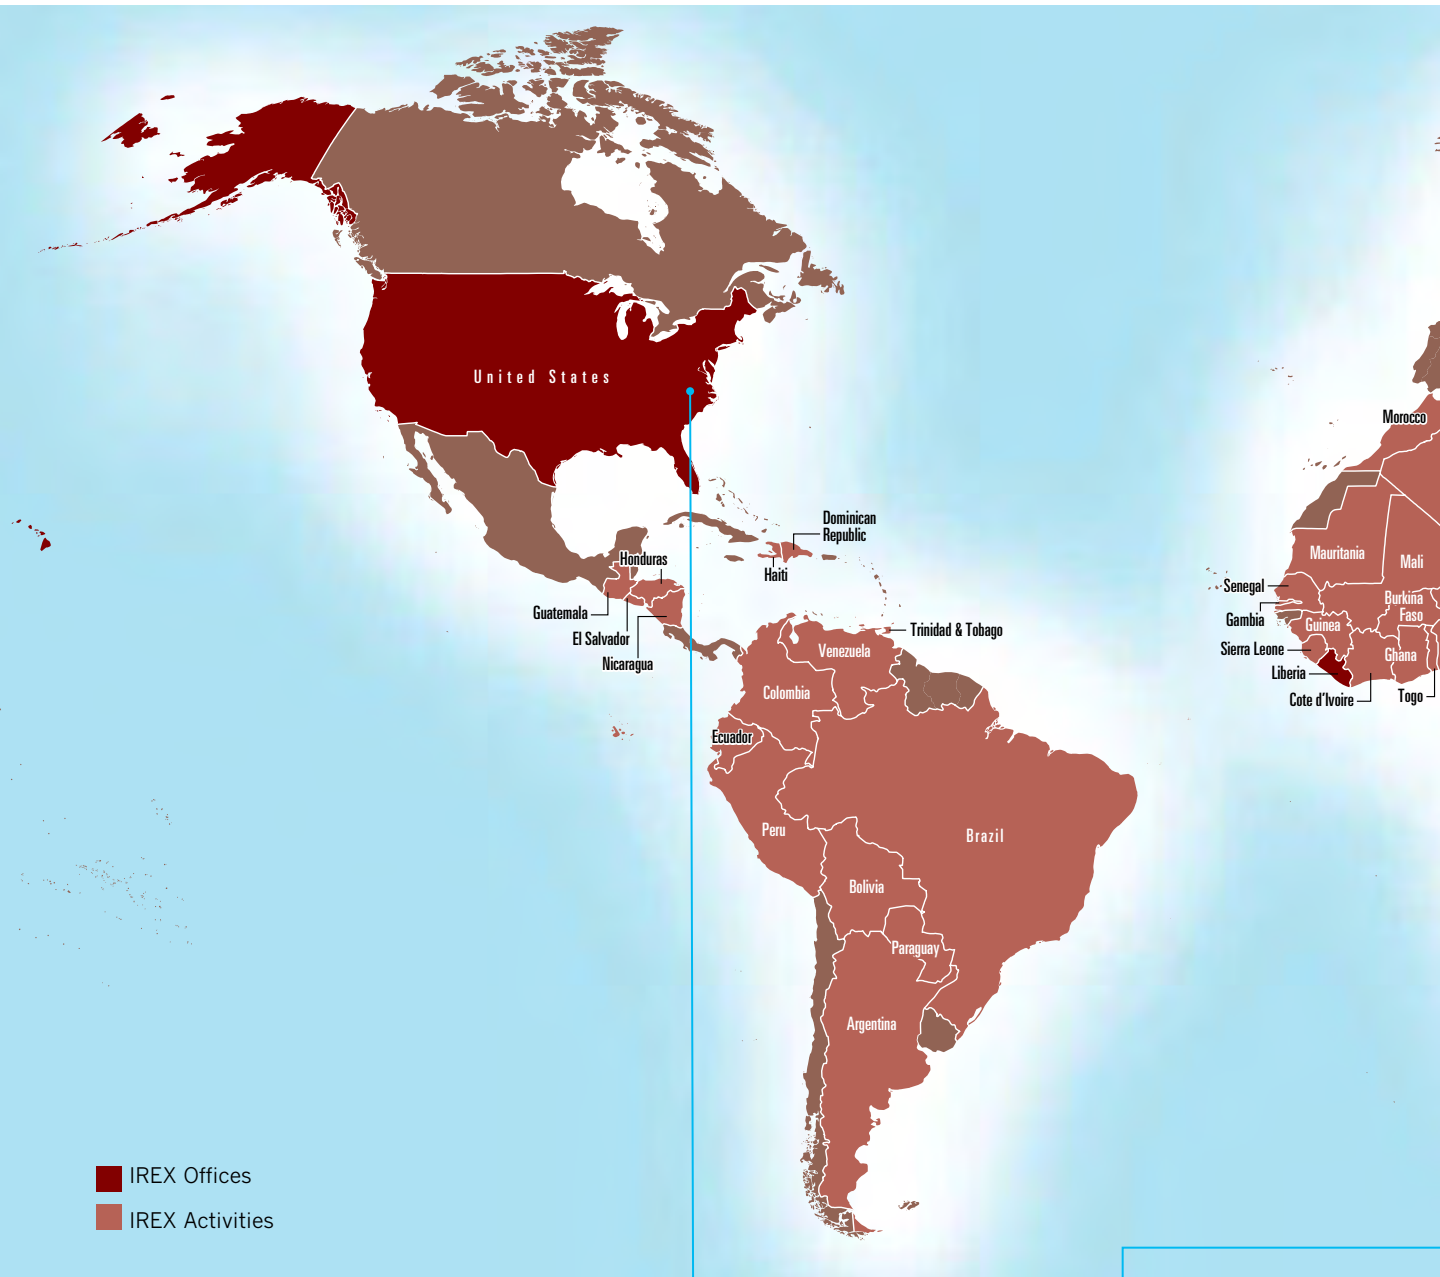 United States
Morocco
Dominican
Republic
Haiti
Honduras
Guatemala
El Salvador
Nicaragua
Trinidad & Tobago
Venezuela
Colombia
Ecuador
Peru
Brazil
Bolivia
Paraguay
Argentina
Mauritania
Mali
Senegal
Burkina
Faso
Gambia
Guinea
Sierra Leone
Ghana
Liberia
Cote d'Ivoire
Togo
IREX Offices
IREX Activities